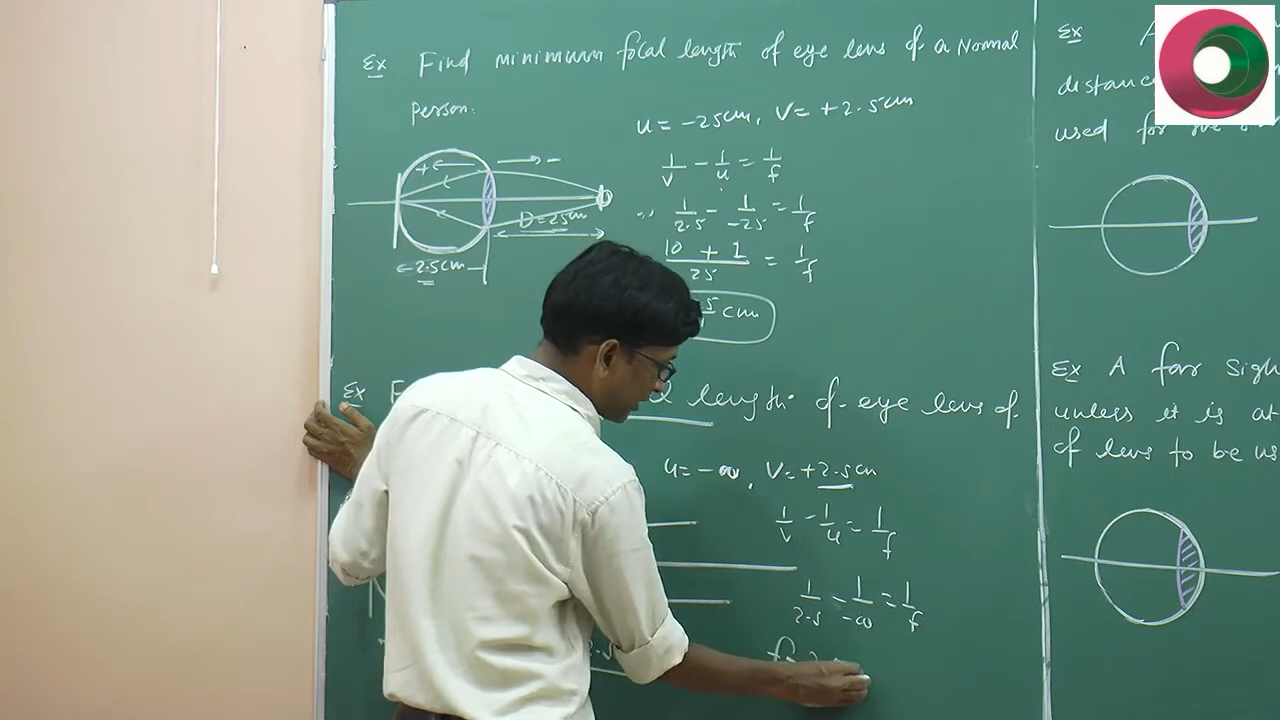 Ex Find minimum focal length of eye lens of a Normal
person.
u = -25cm, v = +2.5cm
1/v - 1/u = 1/f
1/2.5 - 1/-25 = 1/f
10 + 1/25 = 1/f
cm
+
-
D=25cm
2.5cm
Ex
length of eye lens of
u = -∞, v = +2.5cm
1/v - 1/u = 1/f
1/2.5 - 1/-∞ = 1/f
f =
Ex
distanc
used for
Ex A far sigh
unless it is at
of lens to be us